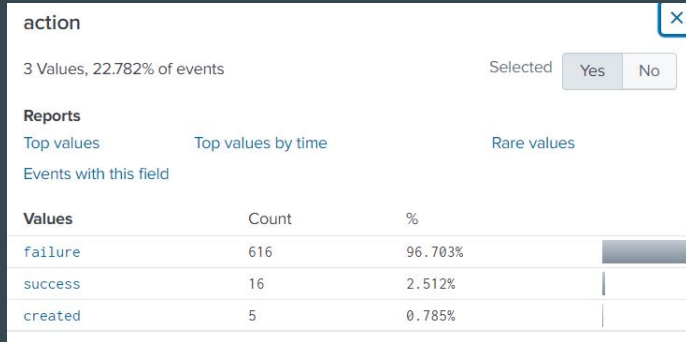 action
3 Values, 22.782% of events
Selected Yes No
Reports
Top values Top values by time Rare values
Events with this field
Values Count %
failure 616 96.703%
success 16 2.512%
created 5 0.785%